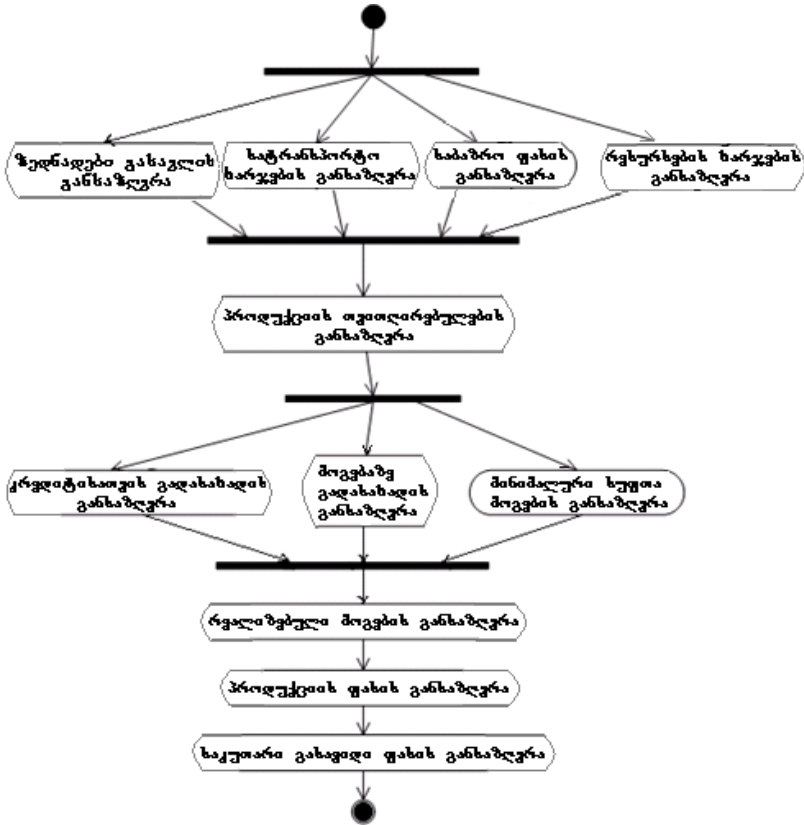 ზედნადები გასავლის
განსაზღვრა
სატრანსპორტო
ხარჯების განსაზღვრა
საბაზრო ფასის
განსაზღვრა
რესურსების ხარჯების
განსაზღვრა
პროდუქციის თვითღირებულების
განსაზღვრა
კრედიტისათვის გადასახადის
განსაზღვრა
მოგებაზე
გადასახადის
განსაზღვრა
მინიმალური სუფთა
მოგების განსაზღვრა
რეალიზებული მოგების განსაზღვრა
პროდუქციის ფასის განსაზღვრა
საკუთარი გასაყიდი ფასის განსაზღვრა